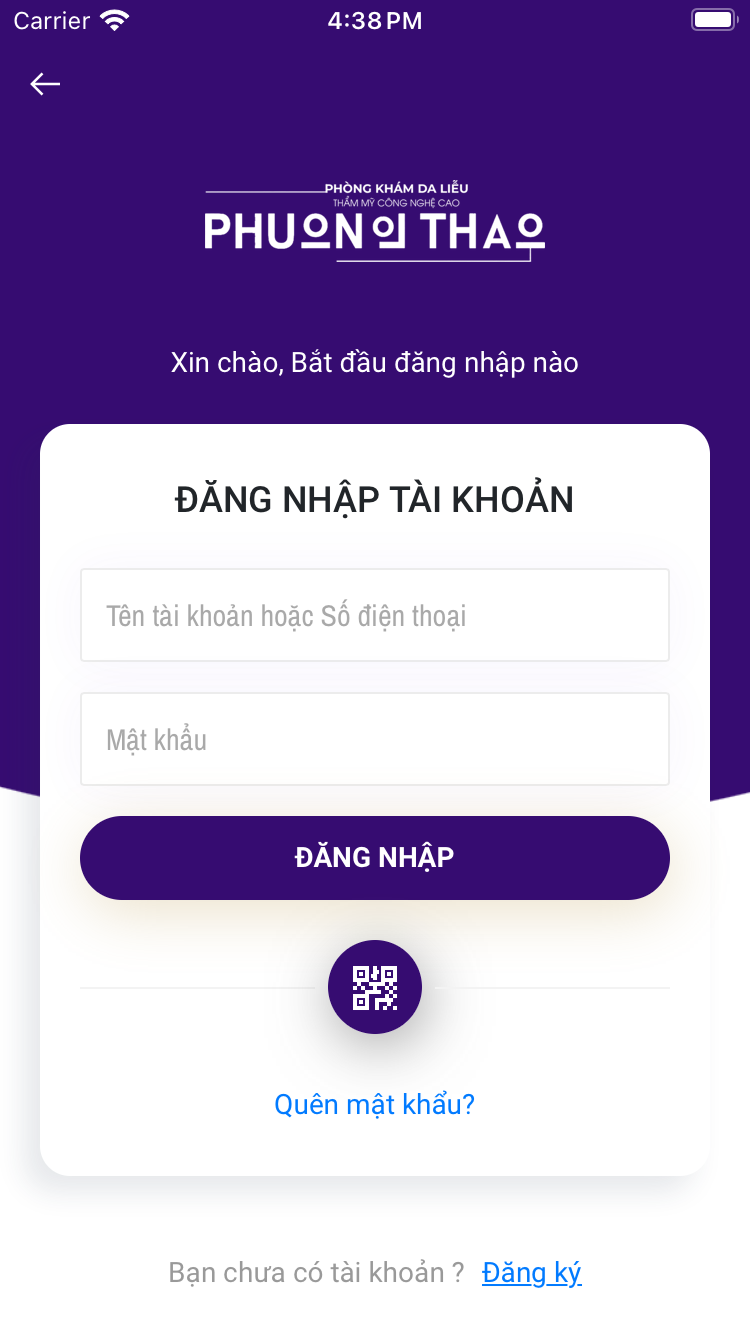 Carrier
4:38 PM
PHÒNG KHÁM DA LIỄU
THẨM MỸ CÔNG NGHỆ CAO
PHUONG THAO
Xin chào, Bắt đầu đăng nhập nào
ĐĂNG NHẬP TÀI KHOẢN
Tên tài khoản hoặc Số điện thoại
Mật khẩu
ĐĂNG NHẬP
Quên mật khẩu?
Bạn chưa có tài khoản ? Đăng ký